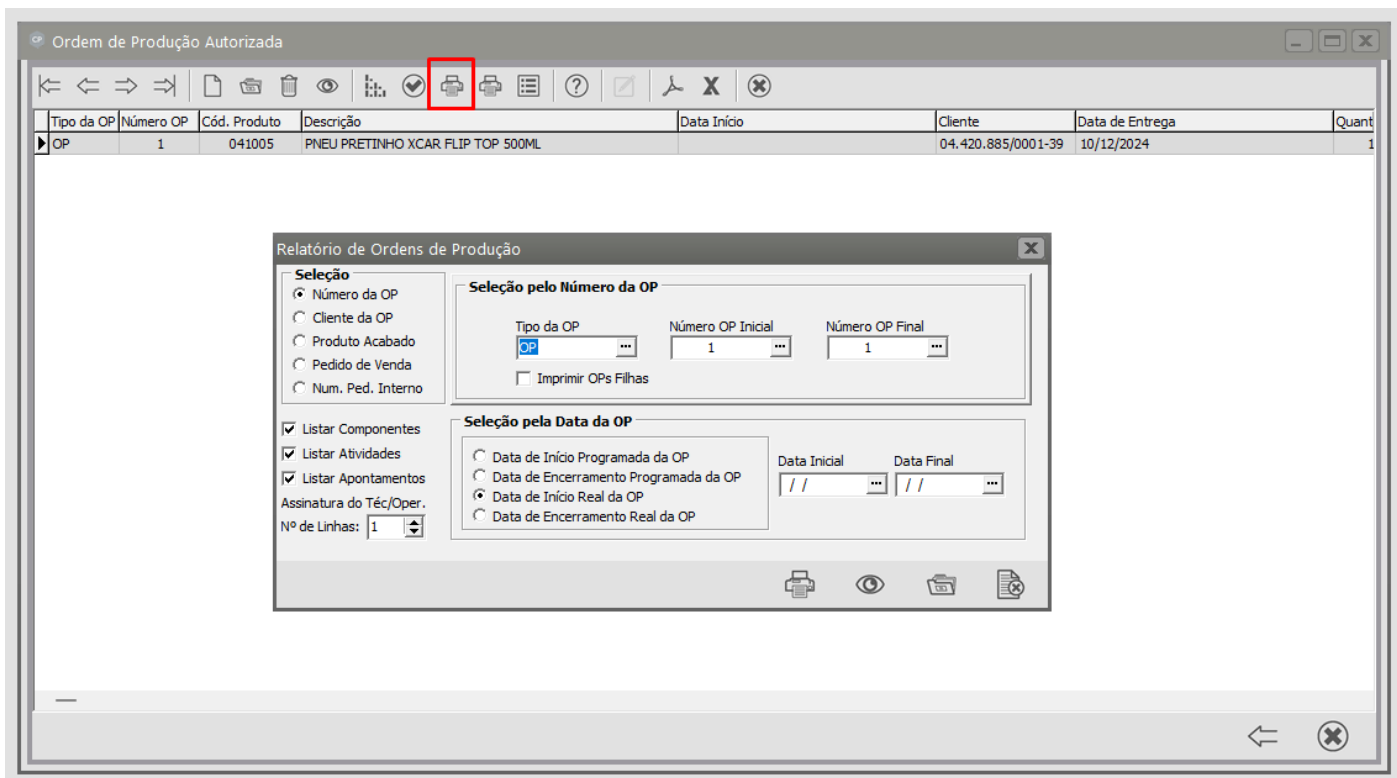 OP Ordem de Produção Autorizada
X
Tipo da OP Número OP Cód. Produto Descrição Data Início Cliente Data de Entrega Quant
OP 1 041005 PNEU PRETINHO XCAR FLIP TOP 500ML 04.420.885/0001-39 10/12/2024 1
Relatório de Ordens de Produção
Seleção
Número da OP
Cliente da OP
Produto Acabado
Pedido de Venda
Num. Ped. Interno
Seleção pelo Número da OP
Tipo da OP Número OP Inicial Número OP Final
OP 1 1
Imprimir OPs Filhas
Listar Componentes
Listar Atividades
Listar Apontamentos
Assinatura do Téc/Oper.
Nº de Linhas: 1
Seleção pela Data da OP
Data de Início Programada da OP
Data de Encerramento Programada da OP
Data de Início Real da OP
Data de Encerramento Real da OP
Data Inicial Data Final
/ / / /